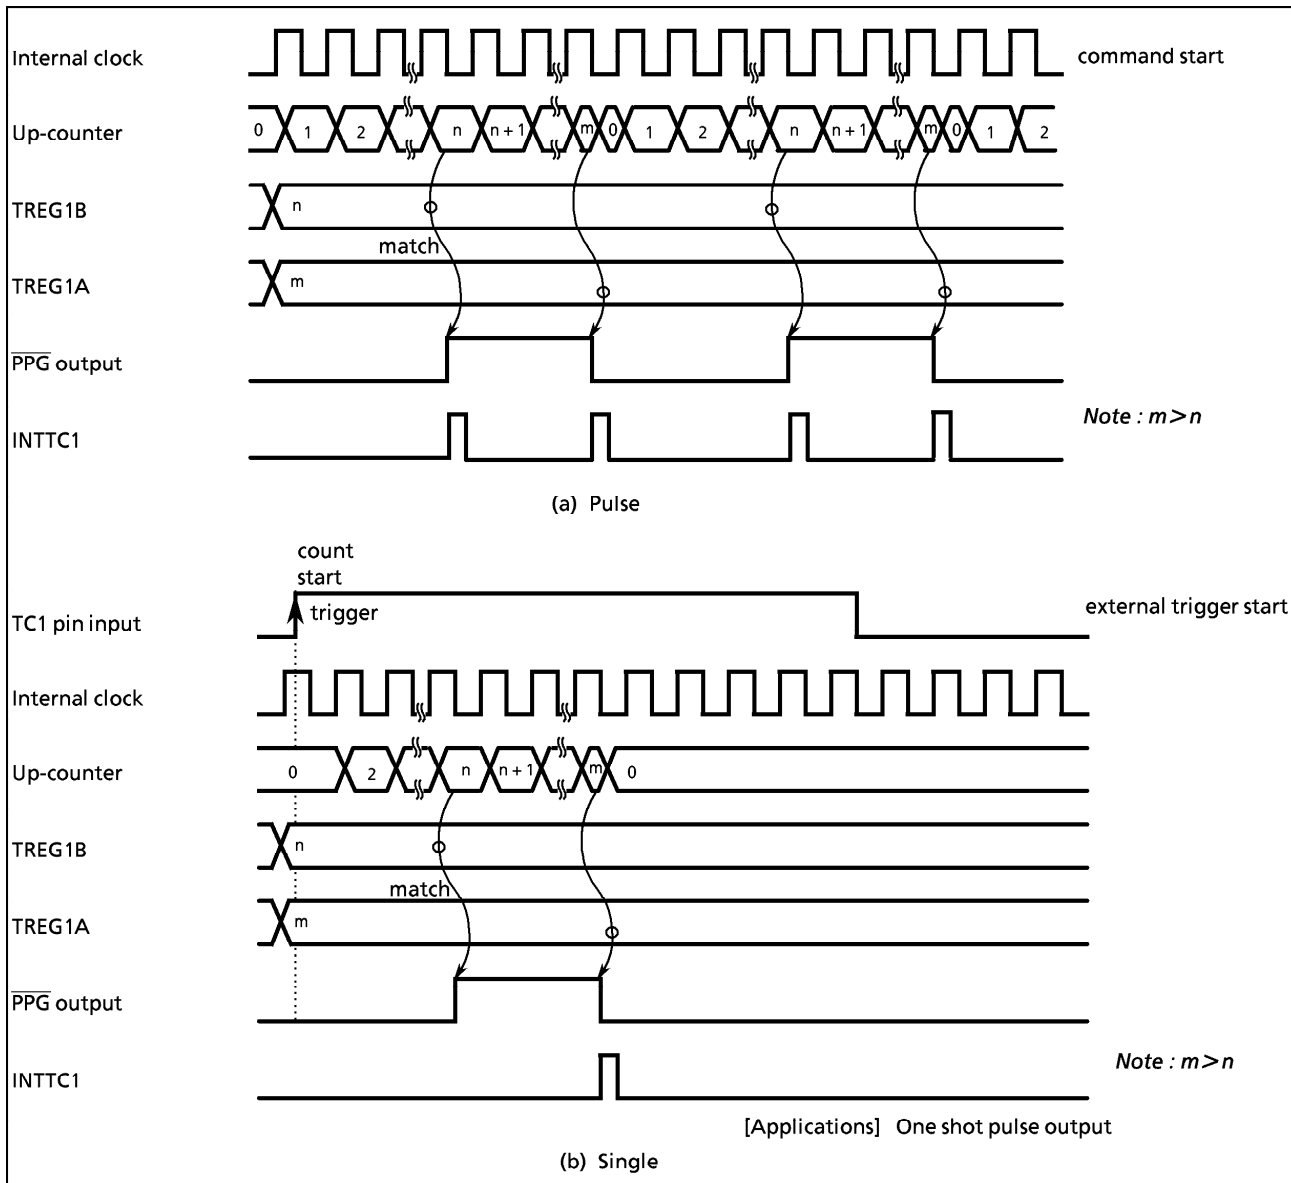 Internal clock
command start
Up-counter
0 1 2 n n + 1 m 0 1 2 n n + 1 m 0 1 2
TREG1B
n
match
TREG1A
m
PPG output
INTTC1
Note : m > n
(a) Pulse
count
start
trigger
TC1 pin input
external trigger start
Internal clock
Up-counter
0 2 n n + 1 m 0
TREG1B
n
match
TREG1A
m
PPG output
INTTC1
Note : m > n
[Applications] One shot pulse output
(b) Single